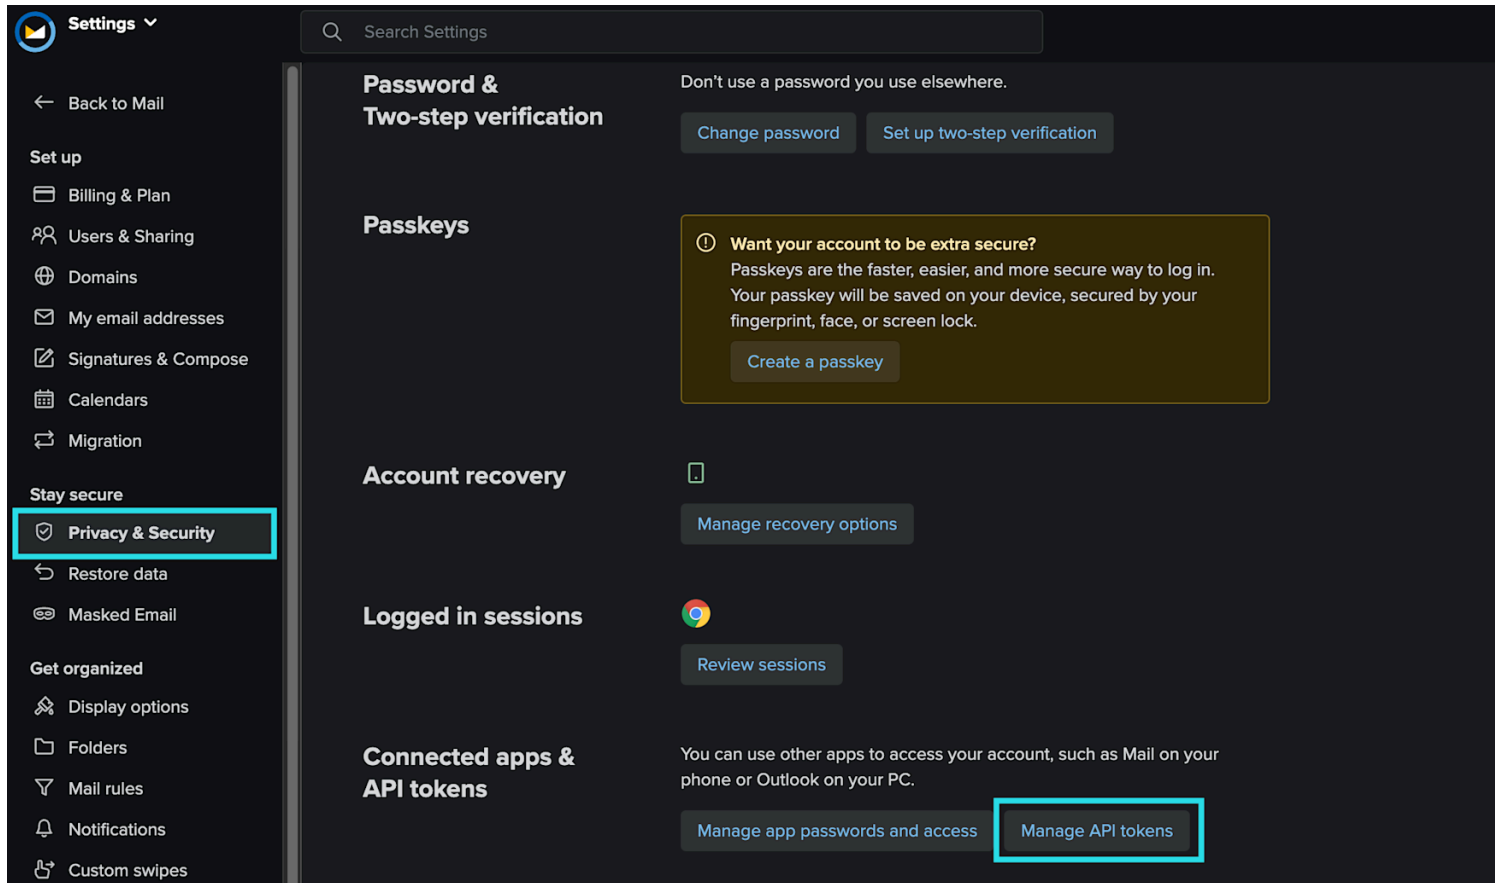 Settings
Search Settings
Back to Mail
Set up
Billing & Plan
Users & Sharing
Domains
My email addresses
Signatures & Compose
Calendars
Migration
Stay secure
Privacy & Security
Restore data
Masked Email
Get organized
Display options
Folders
Mail rules
Notifications
Custom swipes
Password &
Two-step verification
Don't use a password you use elsewhere.
Change password
Set up two-step verification
Passkeys
Want your account to be extra secure?
Passkeys are the faster, easier, and more secure way to log in.
Your passkey will be saved on your device, secured by your
fingerprint, face, or screen lock.
Create a passkey
Account recovery
Manage recovery options
Logged in sessions
Review sessions
Connected apps &
API tokens
You can use other apps to access your account, such as Mail on your
phone or Outlook on your PC.
Manage app passwords and access
Manage API tokens